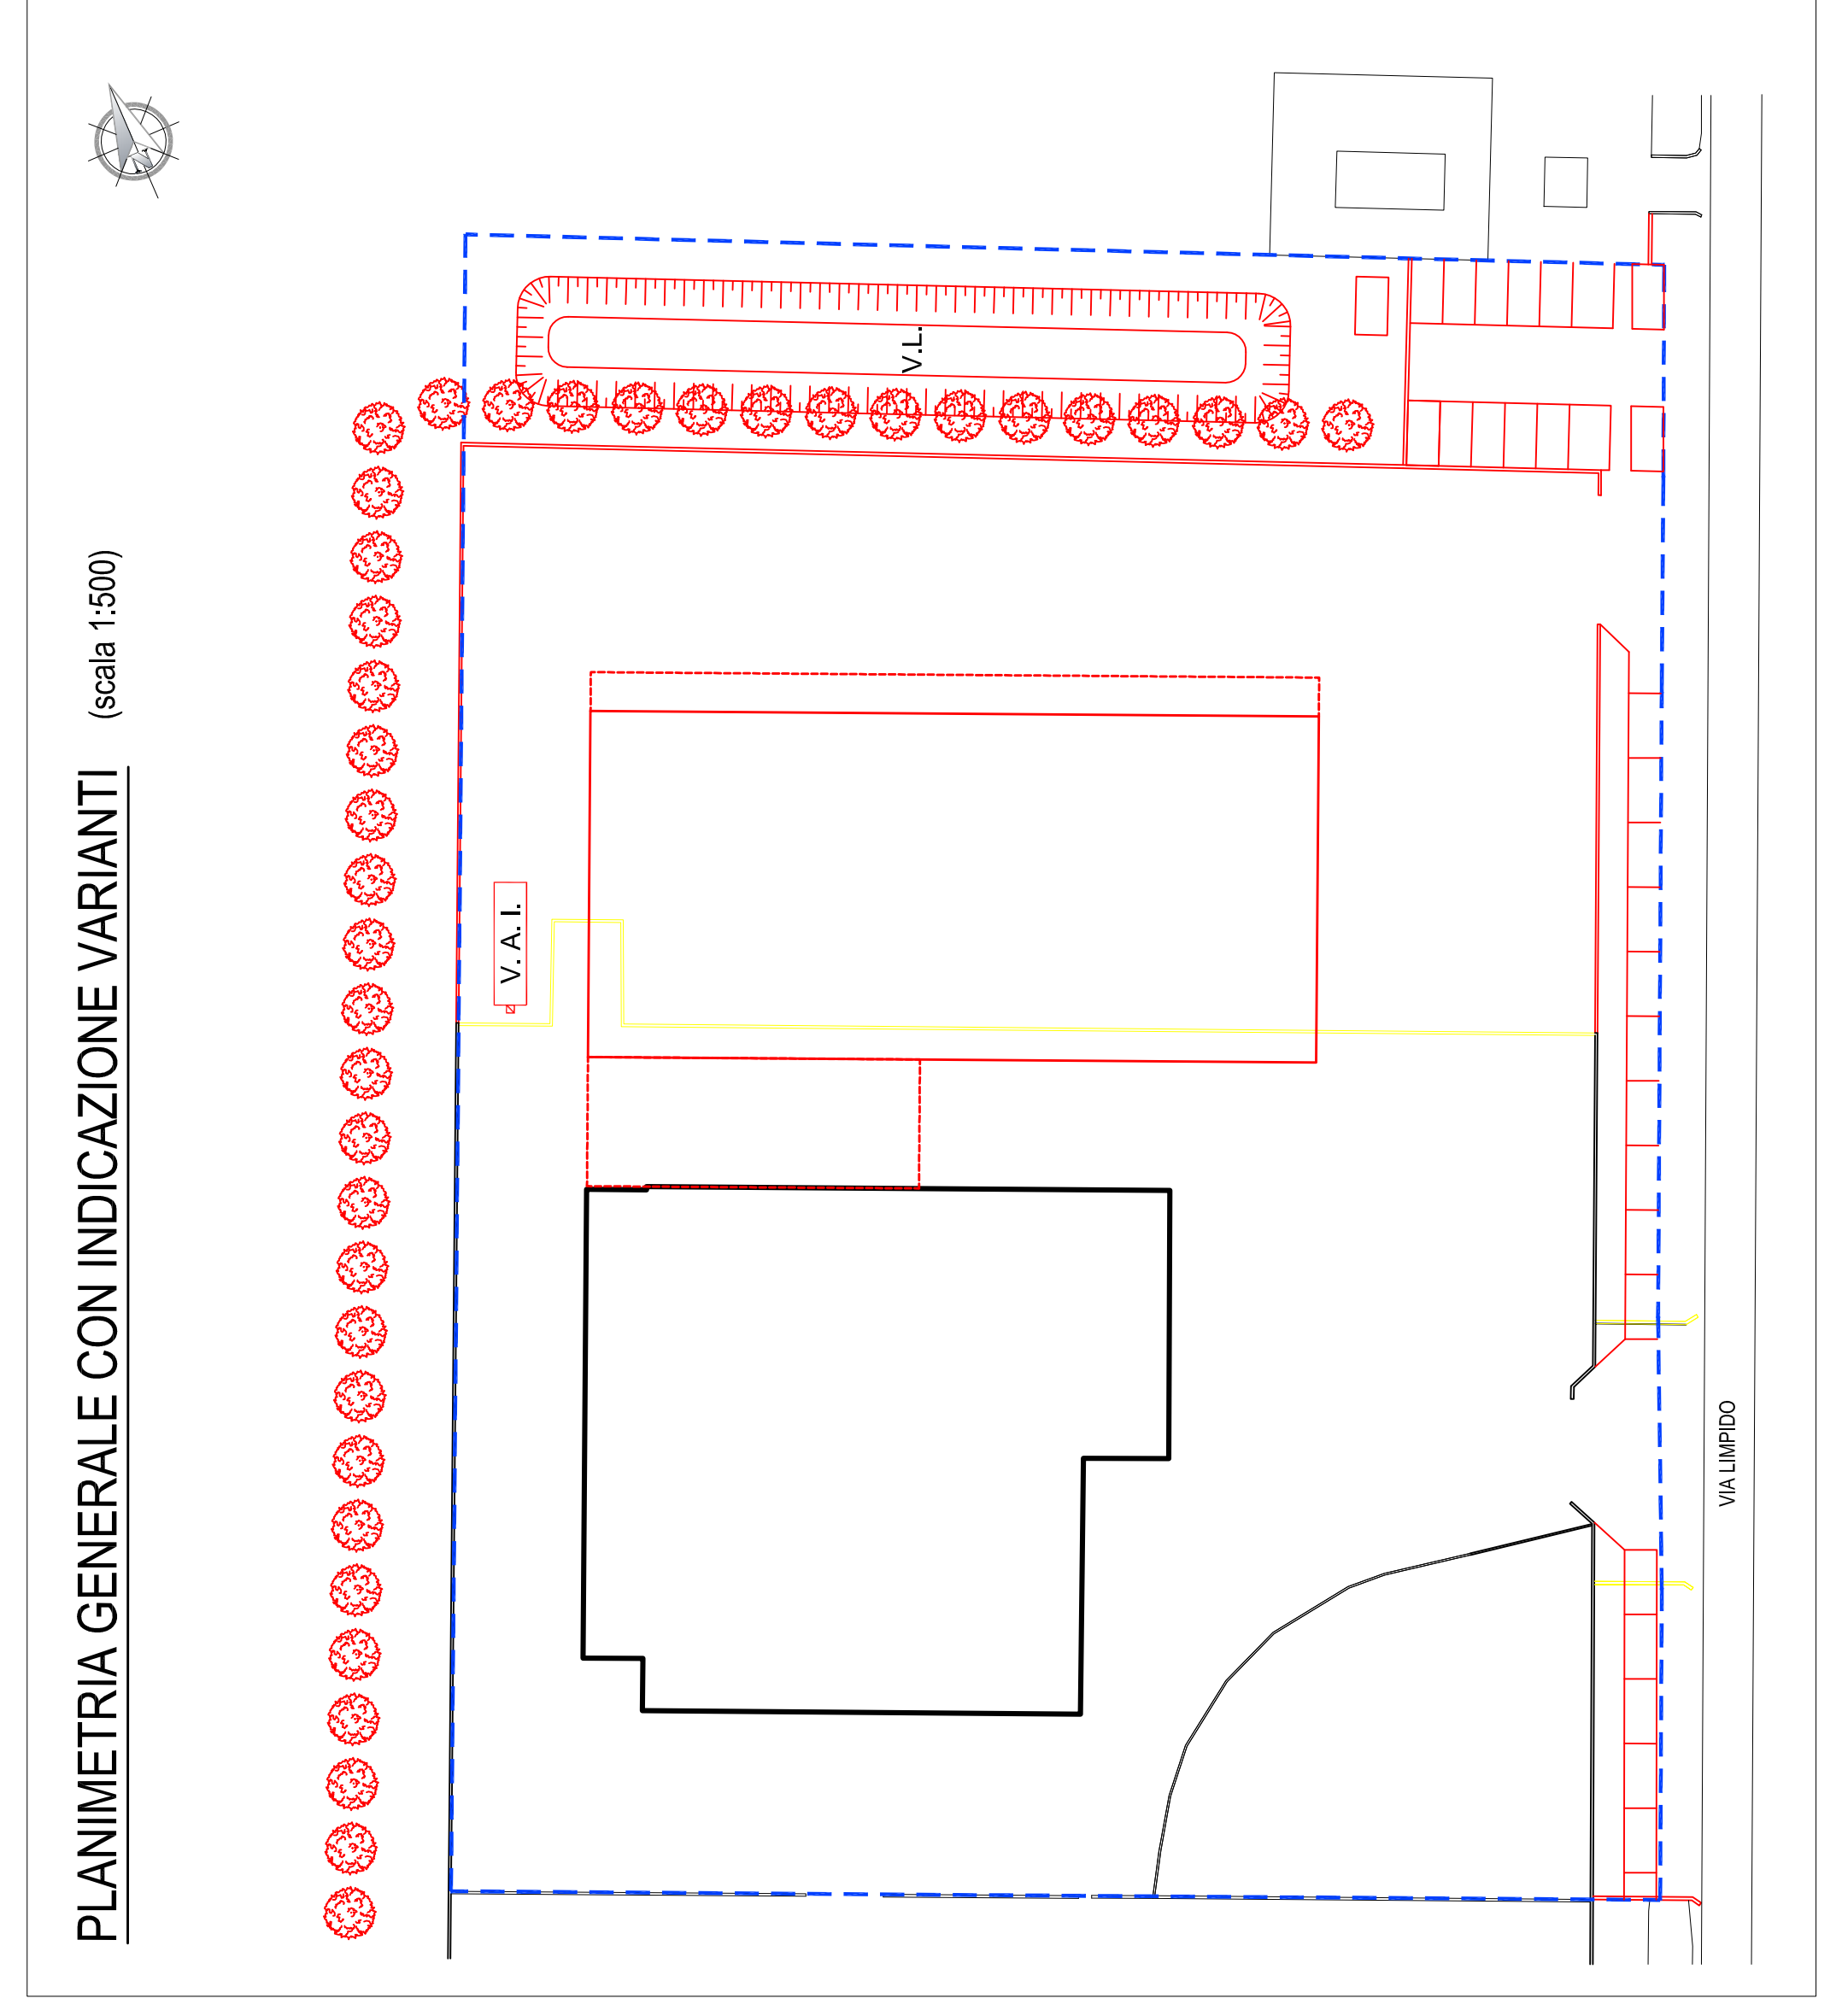 PLANIMETRIA GENERALE CON INDICAZIONE VARIANTI (scala 1:500)
V.L.
V. A. I.
VIA LIMPIDO